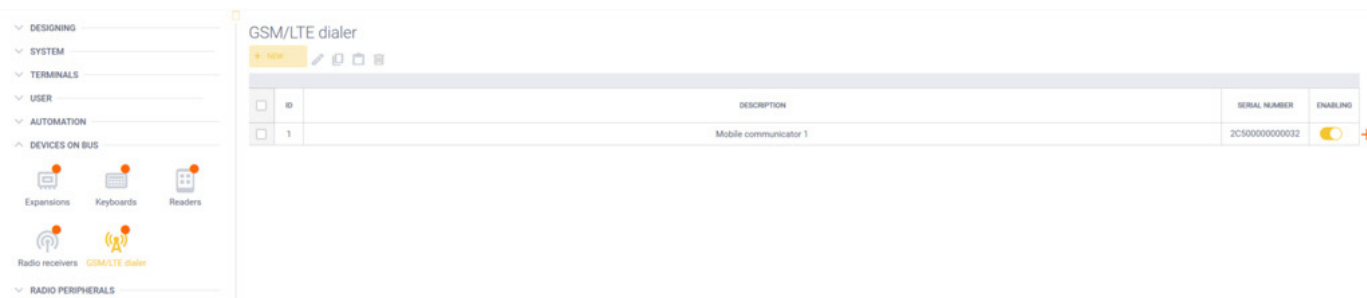 DESIGNING
SYSTEM
TERMINALS
USER
AUTOMATION
DEVICES ON BUS
Expansions Keyboards Readers
Radio receivers GSM/LTE dialer
RADIO PERIPHERALS
GSM/LTE dialer
+ NEW
ID DESCRIPTION SERIAL NUMBER ENABLING
1 Mobile communicator 1 2C500000000032